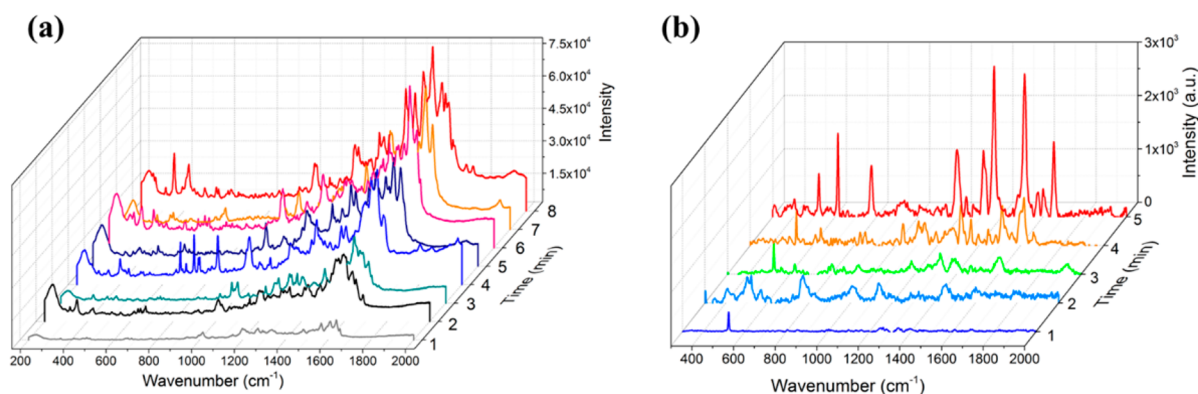 (a)
7.5x10⁴
6.0x10⁴
4.5x10⁴
3.0x10⁴
1.5x10⁴
Intensity
8
7
6
5
4
3
2
1
Time (min)
200 400 600 800 1000 1200 1400 1600 1800 2000
Wavenumber (cm⁻¹)
(b)
3x10³
2x10³
1x10³
0
Intensity (a.u.)
5
4
3
2
1
Time (min)
400 600 800 1000 1200 1400 1600 1800 2000
Wavenumber (cm⁻¹)